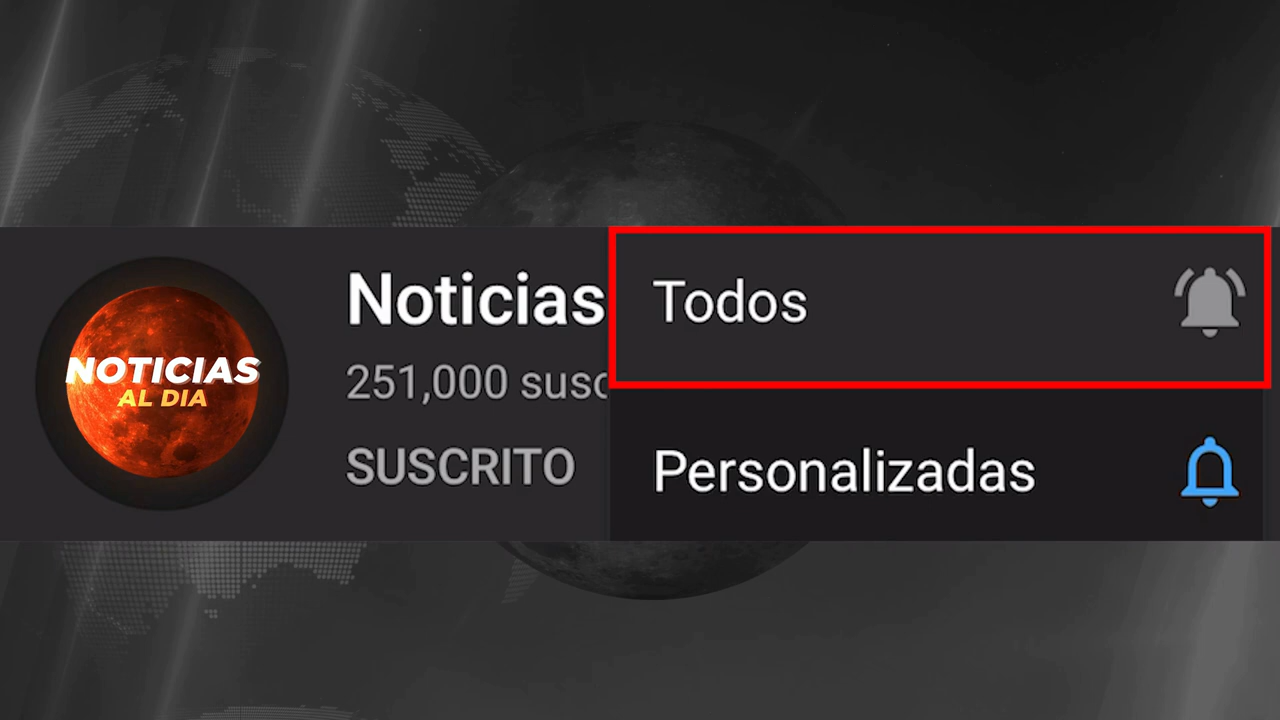 NOTICIAS
AL DIA
Noticias
251,000 susc
SUSCRITO
Todos
Personalizadas